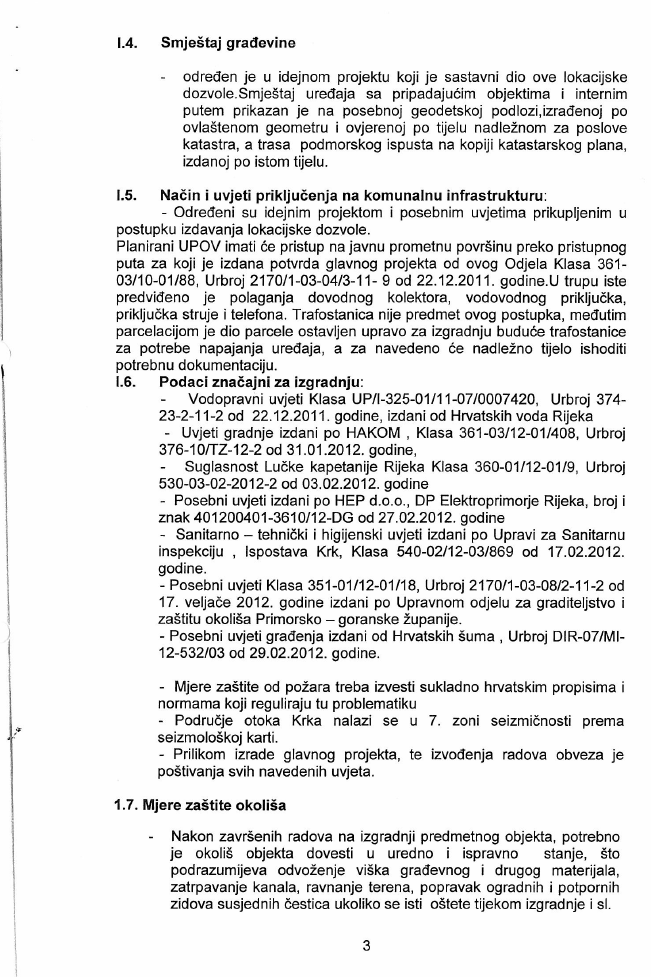 I.4. Smještaj građevine
- određen je u idejnom projektu koji je sastavni dio ove lokacijske
dozvole.Smještaj uređaja sa pripadajućim objektima i internim
putem prikazan je na posebnoj geodetskoj podlozi,izrađenoj po
ovlaštenom geometru i ovjerenoj po tijelu nadležnom za poslove
katastra, a trasa podmorskog ispusta na kopiji katastarskog plana,
izdanoj po istom tijelu.
I.5. Način i uvjeti priključenja na komunalnu infrastrukturu:
- Određeni su idejnim projektom i posebnim uvjetima prikupljenim u
postupku izdavanja lokacijske dozvole.
Planirani UPOV imati će pristup na javnu prometnu površinu preko pristupnog
puta za koji je izdana potvrda glavnog projekta od ovog Odjela Klasa 361-
03/10-01/88, Urbroj 2170/1-03-04/3-11- 9 od 22.12.2011. godine.U trupu iste
predviđeno je polaganja dovodnog kolektora, vodovodnog priključka,
priključka struje i telefona. Trafostanica nije predmet ovog postupka, međutim
parcelacijom je dio parcele ostavljen upravo za izgradnju buduće trafostanice
za potrebe napajanja uređaja, a za navedeno će nadležno tijelo ishoditi
potrebnu dokumentaciju.
I.6. Podaci značajni za izgradnju:
- Vodopravni uvjeti Klasa UP/I-325-01/11-07/0007420, Urbroj 374-
23-2-11-2 od 22.12.2011. godine, izdani od Hrvatskih voda Rijeka
- Uvjeti gradnje izdani po HAKOM , Klasa 361-03/12-01/408, Urbroj
376-10/TZ-12-2 od 31.01.2012. godine,
- Suglasnost Lučke kapetanije Rijeka Klasa 360-01/12-01/9, Urbroj
530-03-02-2012-2 od 03.02.2012. godine
- Posebni uvjeti izdani po HEP d.o.o., DP Elektroprimorje Rijeka, broj i
znak 401200401-3610/12-DG od 27.02.2012. godine
- Sanitarno – tehnički i higijenski uvjeti izdani po Upravi za Sanitarnu
inspekciju , Ispostava Krk, Klasa 540-02/12-03/869 od 17.02.2012.
godine.
- Posebni uvjeti Klasa 351-01/12-01/18, Urbroj 2170/1-03-08/2-11-2 od
17. veljače 2012. godine izdani po Upravnom odjelu za graditeljstvo i
zaštitu okoliša Primorsko – goranske županije.
- Posebni uvjeti građenja izdani od Hrvatskih šuma , Urbroj DIR-07/MI-
12-532/03 od 29.02.2012. godine.
- Mjere zaštite od požara treba izvesti sukladno hrvatskim propisima i
normama koji reguliraju tu problematiku
- Područje otoka Krka nalazi se u 7. zoni seizmičnosti prema
seizmološkoj karti.
- Prilikom izrade glavnog projekta, te izvođenja radova obveza je
poštivanja svih navedenih uvjeta.
1.7. Mjere zaštite okoliša
- Nakon završenih radova na izgradnji predmetnog objekta, potrebno
je okoliš objekta dovesti u uredno i ispravno stanje, što
podrazumijeva odvoženje viška građevnog i drugog materijala,
zatrpavanje kanala, ravnanje terena, popravak ogradnih i potpornih
zidova susjednih čestica ukoliko se isti oštete tijekom izgradnje i sl.
3